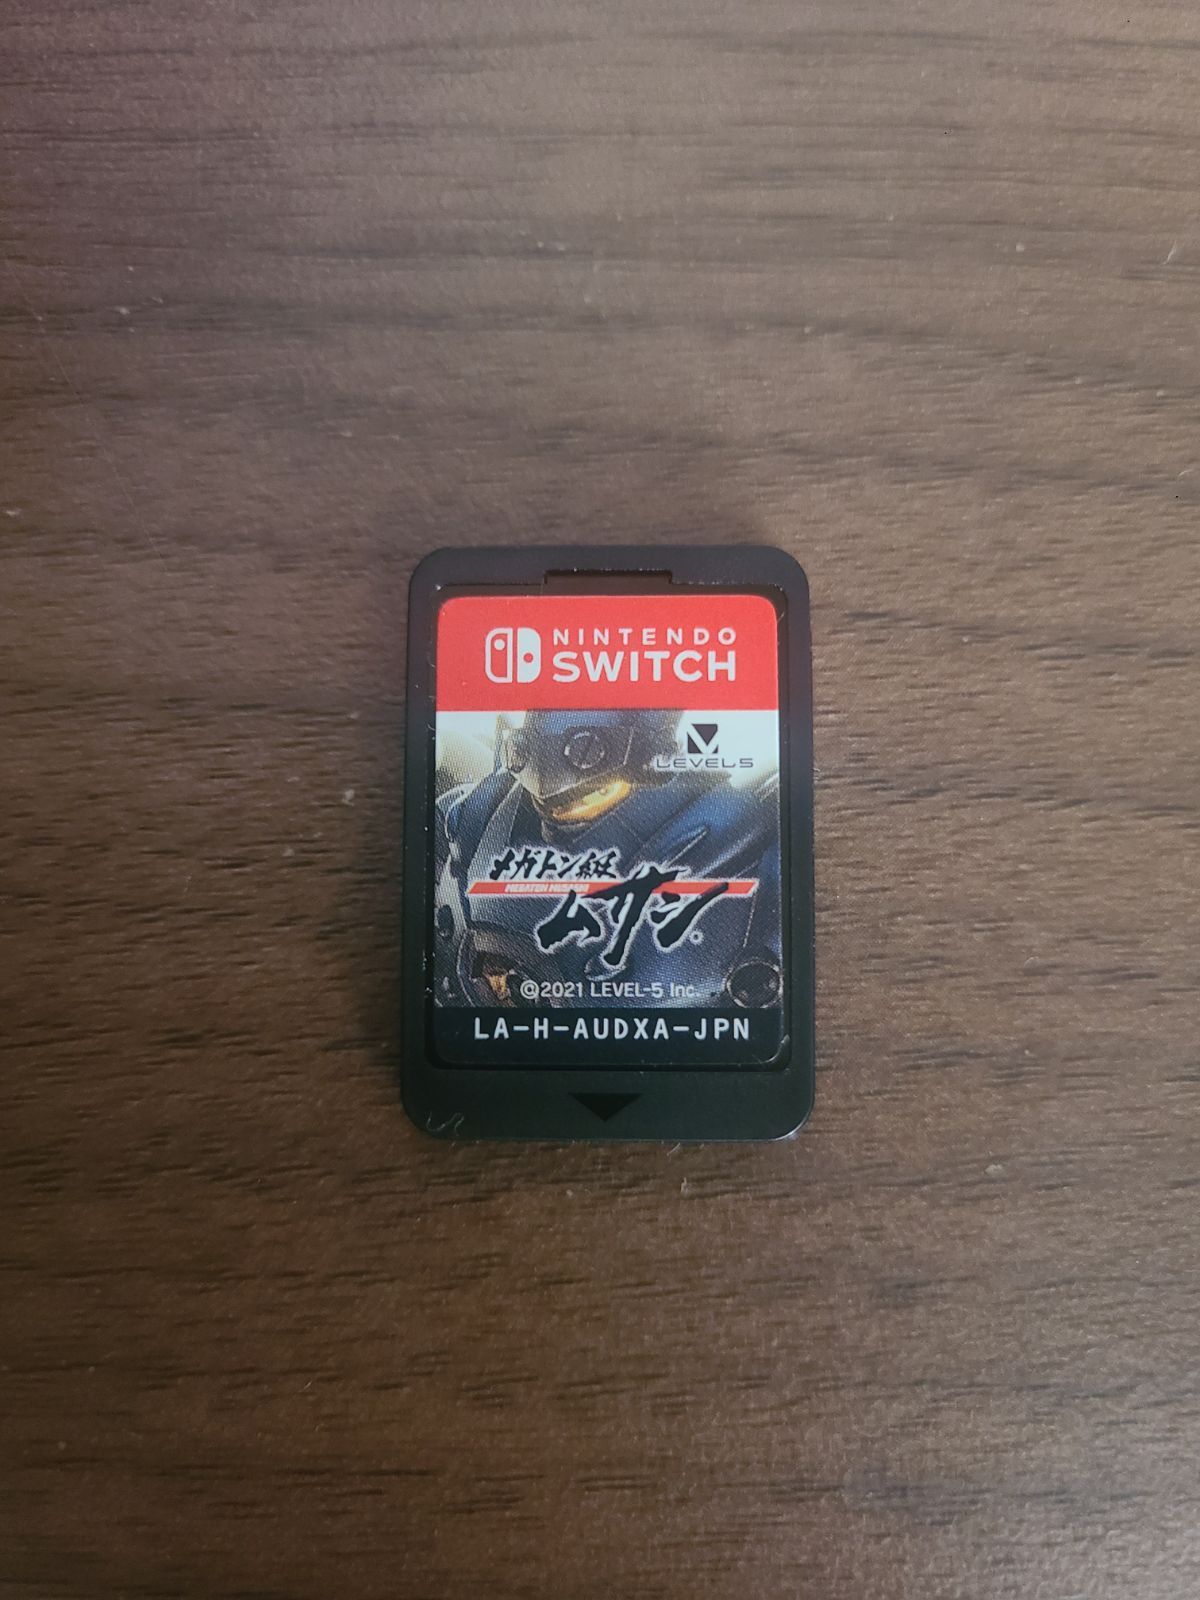 NINTENDO
SWITCH
LEVEL5
メガトン級
MEGATON MUSASHI
ムサシ
©2021 LEVEL-5 Inc.
LA-H-AUDXA-JPN